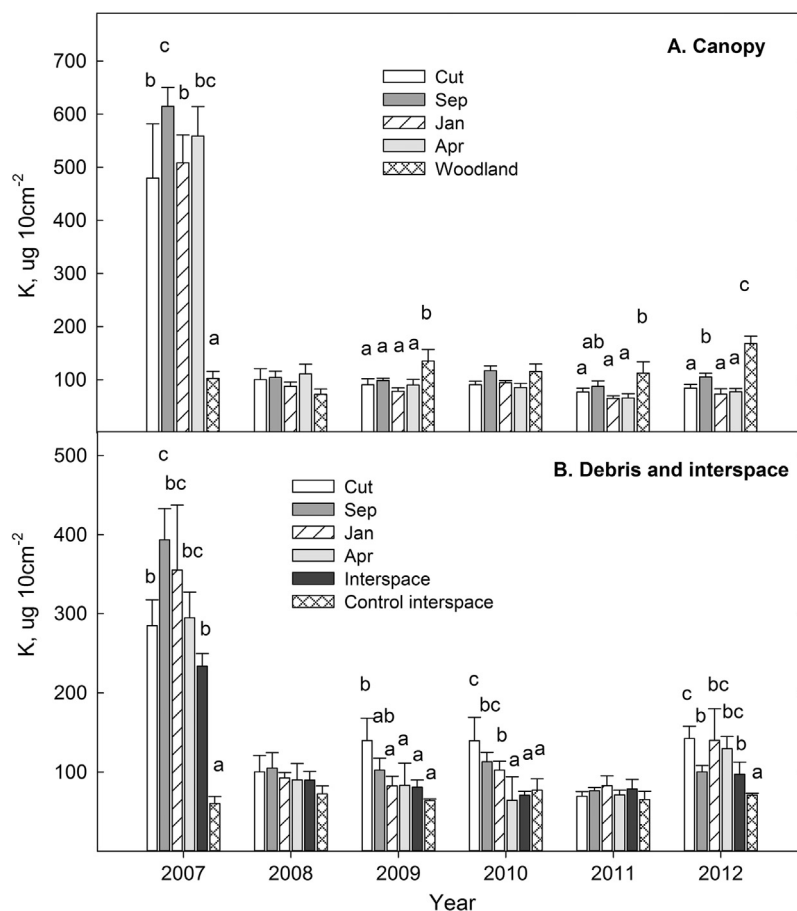 A. Canopy
K, ug 10cm⁻²
700
600
500
400
300
200
100
Cut
Sep
Jan
Apr
Woodland
b c b bc a
a a a a b
a ab a a b
a b a a c
B. Debris and interspace
K, ug 10cm⁻²
500
400
300
200
100
Cut
Sep
Jan
Apr
Interspace
Control interspace
b c bc bc b a
b ab a a a a
c bc b a a a
c b bc bc b a
2007 2008 2009 2010 2011 2012
Year